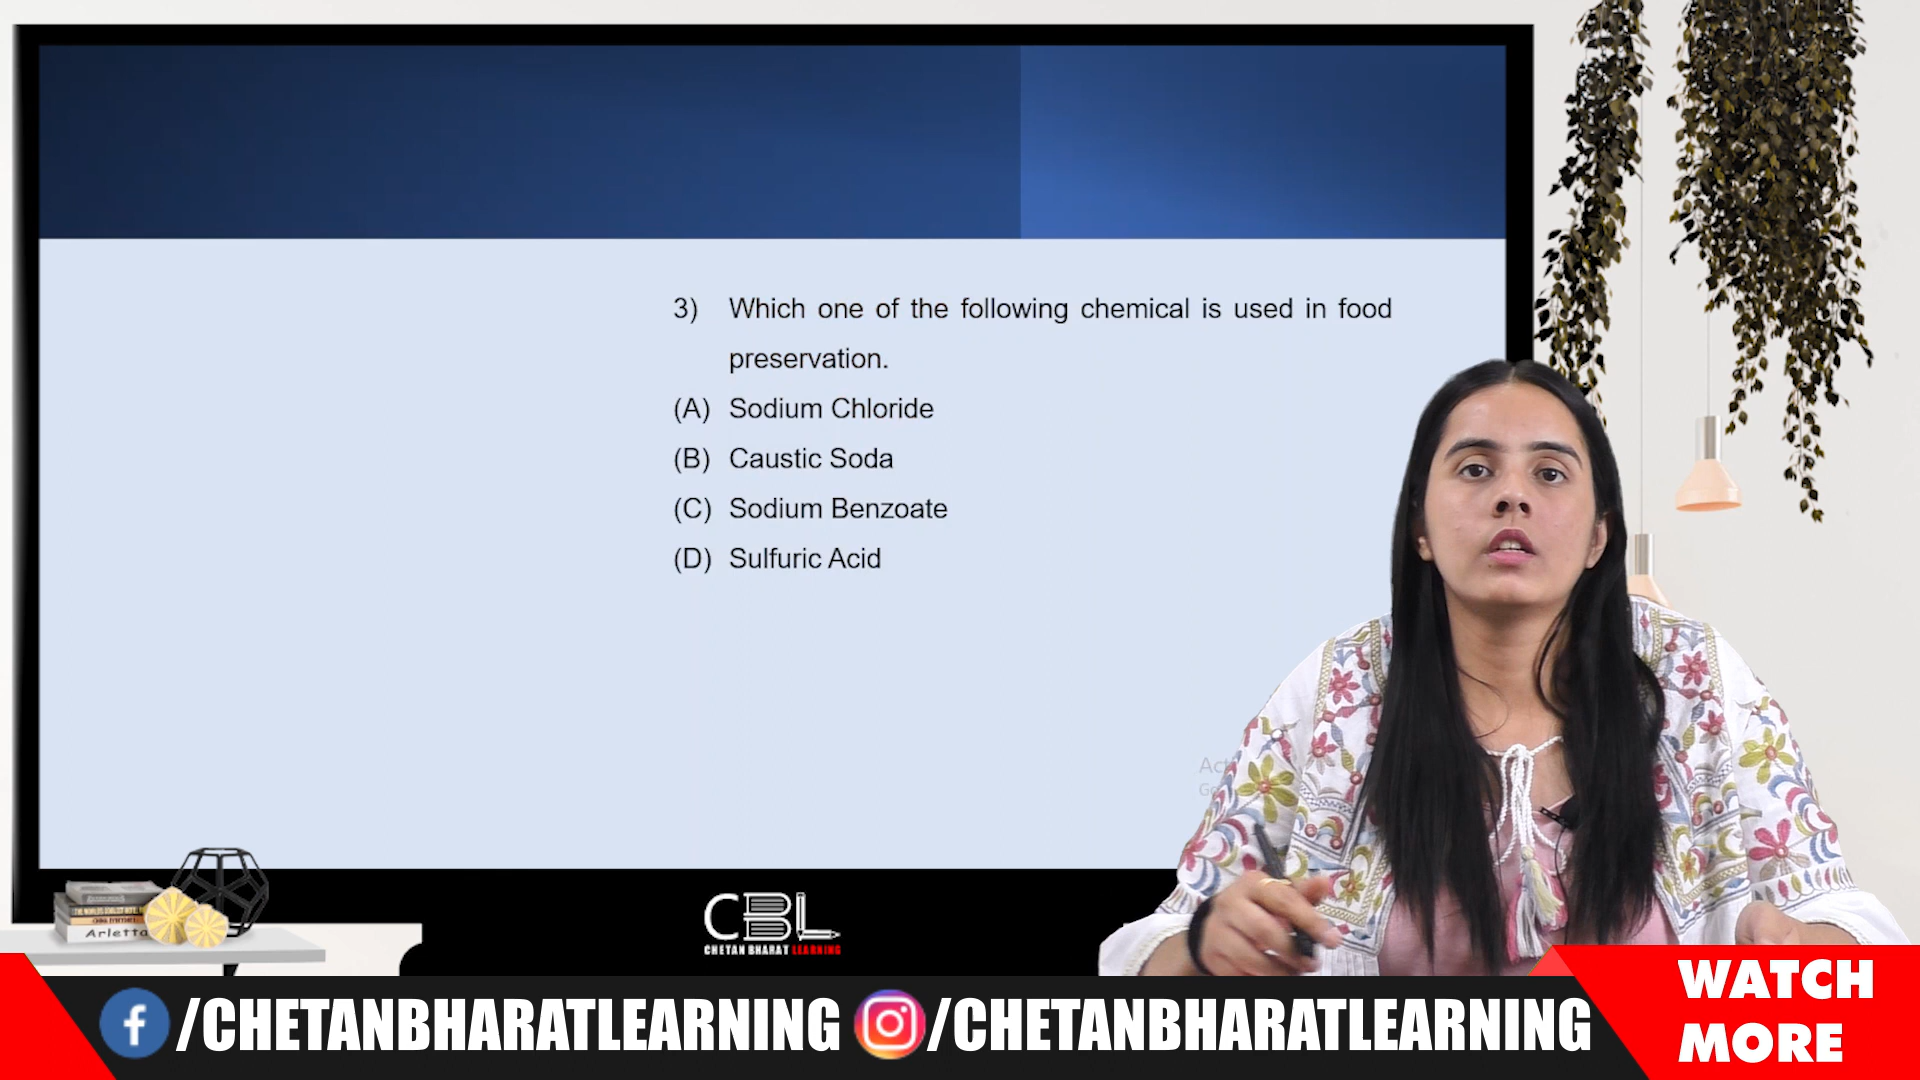 3) Which one of the following chemical is used in food
preservation.
(A) Sodium Chloride
(B) Caustic Soda
(C) Sodium Benzoate
(D) Sulfuric Acid
Arletta
CBL
CHETAN BHARAT LEARNING
/CHETANBHARATLEARNING
/CHETANBHARATLEARNING
WATCH
MORE